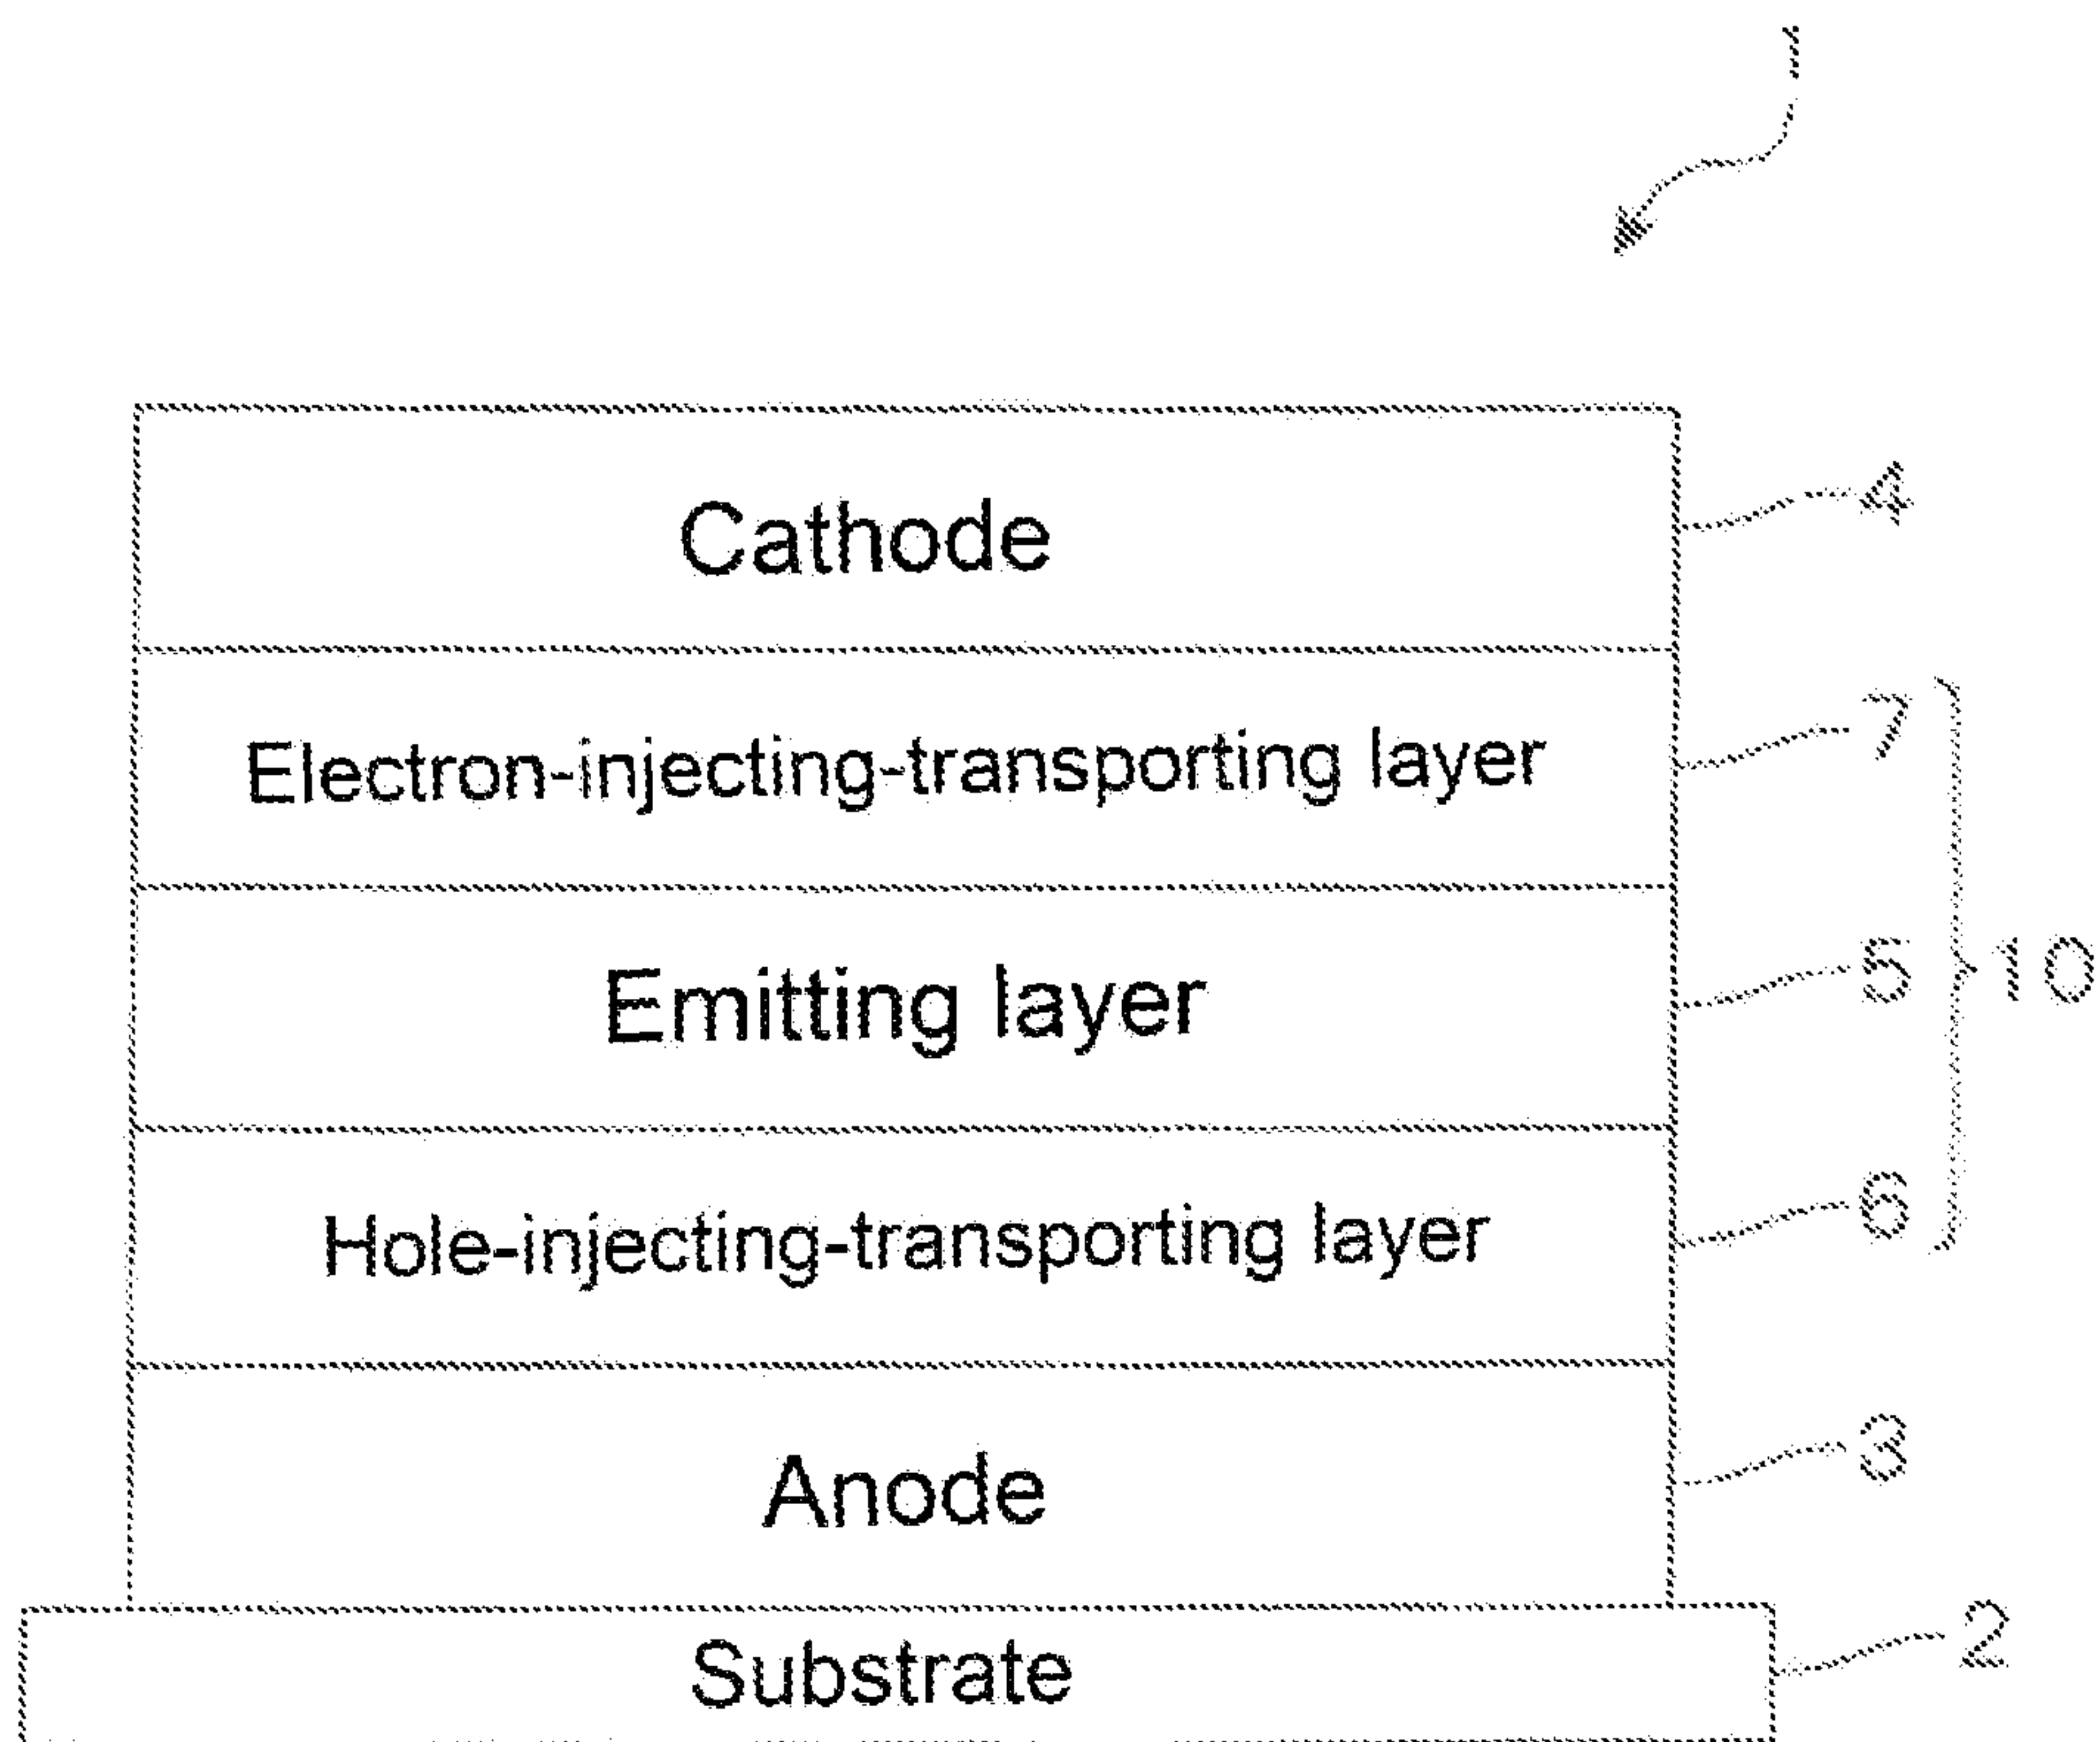 1
Cathode 4
Electron-injecting-transporting layer 7
Emitting layer 5 10
Hole-injecting-transporting layer 6
Anode 3
Substrate 2